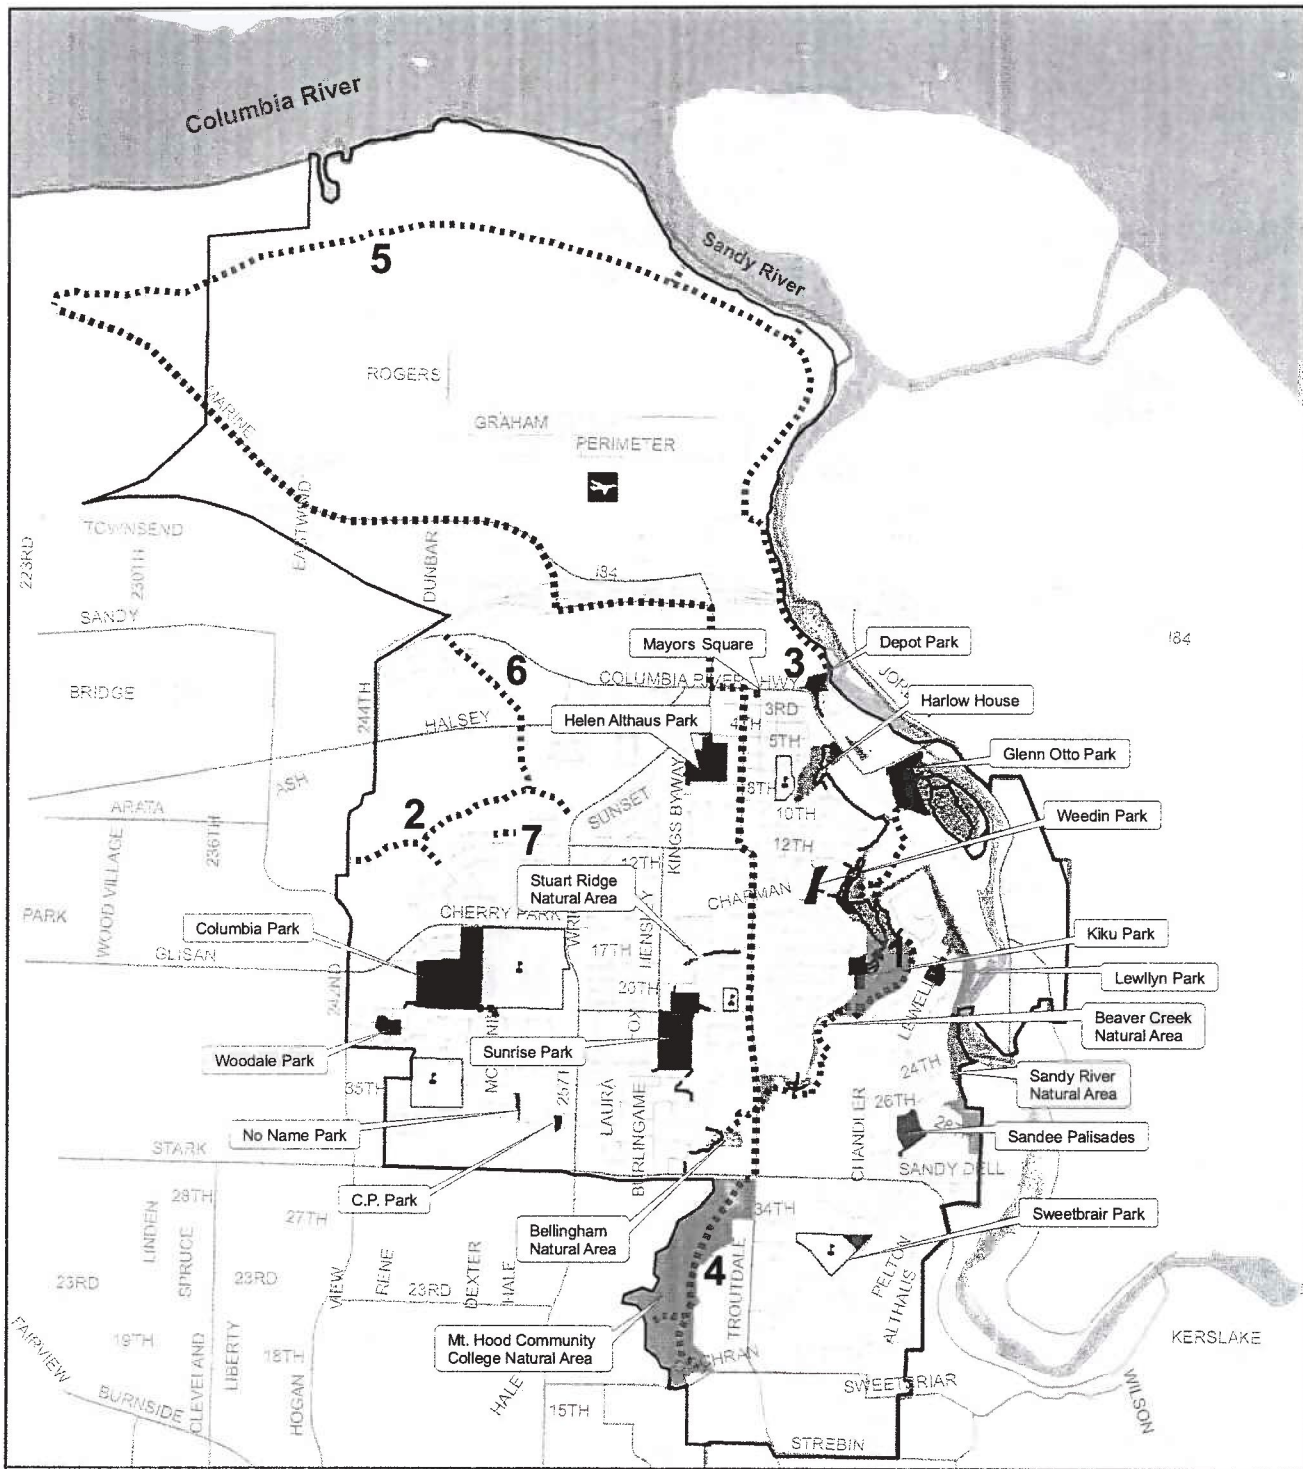 Columbia River
Sandy River
5
ROGERS
MARINE
GRAHAM
PERIMETER
TOWNSEND
EASTWIND
DUNBAR
223RD
230TH
I84
SANDY
Mayors Square
3
Depot Park
I84
BRIDGE
244TH
6
COLUMBIA RIVER HWY
Harlow House
HALSEY
Helen Althaus Park
3RD
4TH
5TH
Glenn Otto Park
ASH
KINGS BYWAY
8TH
SUNSET
10TH
ARATA
Weedin Park
2
7
236TH
WOOD VILLAGE
12TH
12TH
Stuart Ridge
Natural Area
CHAPMAN
PARK
Columbia Park
CHERRY PARK
HENSLEY
17TH
Kiku Park
GLISAN
1
Lewllyn Park
242ND
20TH
Beaver Creek
Natural Area
Woodale Park
Sunrise Park
24TH
Sandy River
Natural Area
35TH
257TH
LAURA
26TH
No Name Park
BURLINGAME
CHANDLER
Sandee Palisades
STARK
SANDY DELL
C.P. Park
28TH
27TH
34TH
LINDEN
SPRUCE
Bellingham
Natural Area
Sweetbrair Park
23RD
23RD
VIEW
RENE
23RD
DEXTER
HALE
4
TROUTDALE
PELTON
ALTHAUS
FAIRVIEW
19TH
CLEVELAND
LIBERTY
18TH
HOGAN
Mt. Hood Community
College Natural Area
KERSLAKE
BURNSIDE
HALE
15TH
SWEETBRIAR
WILSON
STREBIN